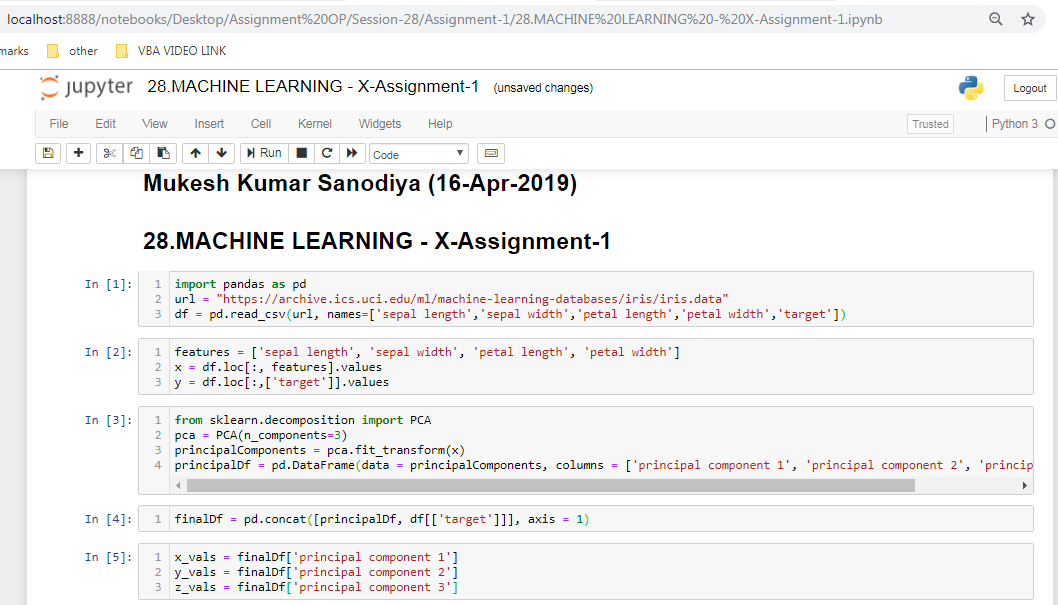 localhost:8888/notebooks/Desktop/Assignment%20OP/Session-28/Assignment-1/28.MACHINE%20LEARNING%20-%20X-Assignment-1.ipynb
marks other VBA VIDEO LINK
jupyter 28.MACHINE LEARNING - X-Assignment-1 (unsaved changes) Logout
File Edit View Insert Cell Kernel Widgets Help Trusted Python 3
Run Code
Mukesh Kumar Sanodiya (16-Apr-2019)
28.MACHINE LEARNING - X-Assignment-1
In [1]: 1 import pandas as pd
2 url = "https://archive.ics.uci.edu/ml/machine-learning-databases/iris/iris.data"
3 df = pd.read_csv(url, names=['sepal length','sepal width','petal length','petal width','target'])
In [2]: 1 features = ['sepal length', 'sepal width', 'petal length', 'petal width']
2 x = df.loc[:, features].values
3 y = df.loc[:,['target']].values
In [3]: 1 from sklearn.decomposition import PCA
2 pca = PCA(n_components=3)
3 principalComponents = pca.fit_transform(x)
4 principalDf = pd.DataFrame(data = principalComponents, columns = ['principal component 1', 'principal component 2', 'princip
In [4]: 1 finalDf = pd.concat([principalDf, df[['target']]], axis = 1)
In [5]: 1 x_vals = finalDf['principal component 1']
2 y_vals = finalDf['principal component 2']
3 z_vals = finalDf['principal component 3']